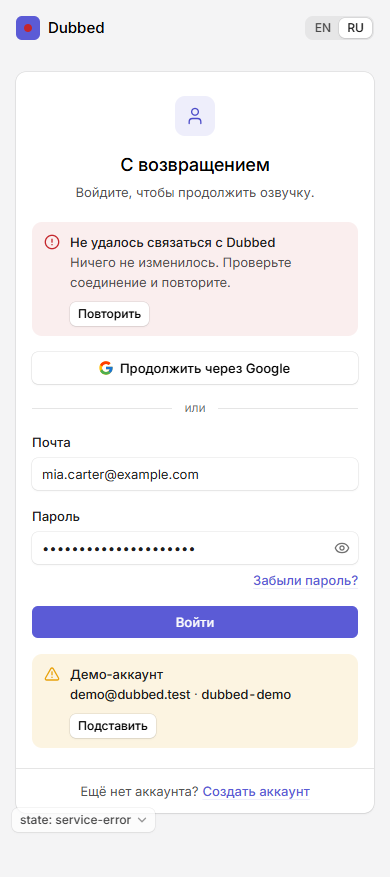 Dubbed
EN RU
С возвращением
Войдите, чтобы продолжить озвучку.
Не удалось связаться с Dubbed
Ничего не изменилось. Проверьте
соединение и повторите.
Повторить
Продолжить через Google
или
Почта
mia.carter@example.com
Пароль
•••••••••••••••••••••
Забыли пароль?
Войти
Демо-аккаунт
demo@dubbed.test · dubbed-demo
Подставить
Ещё нет аккаунта? Создать аккаунт
state: service-error